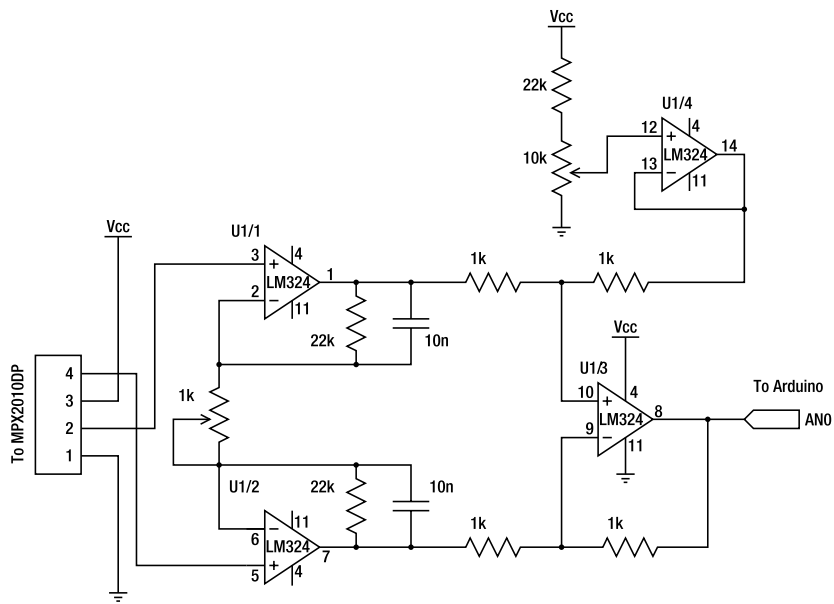 Vcc
22k
10k
U1/4
12
+
4
LM324
14
13
−
11
Vcc
U1/1
3
+
4
LM324
1
2
−
11
1k
1k
22k
10n
Vcc
U1/3
10
+
4
LM324
8
9
−
11
To Arduino
AN0
To MPX2010DP
4
3
2
1
1k
U1/2
22k
10n
6
−
11
LM324
7
5
+
4
1k
1k